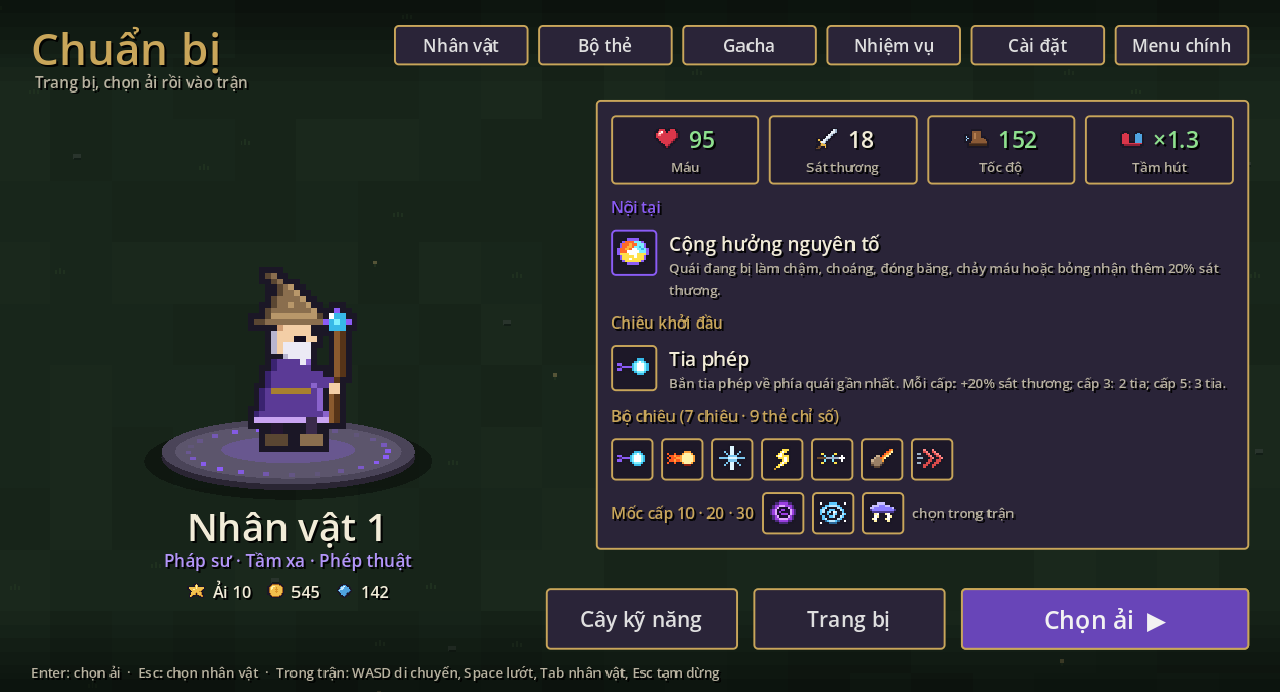 Chuẩn bị
Trang bị, chọn ải rồi vào trận
Nhân vật
Bộ thẻ
Gacha
Nhiệm vụ
Cài đặt
Menu chính
95
Máu
18
Sát thương
152
Tốc độ
×1.3
Tầm hút
Nội tại
Cộng hưởng nguyên tố
Quái đang bị làm chậm, choáng, đóng băng, chảy máu hoặc bỏng nhận thêm 20% sát
thương.
Chiêu khởi đầu
Tia phép
Bắn tia phép về phía quái gần nhất. Mỗi cấp: +20% sát thương; cấp 3: 2 tia; cấp 5: 3 tia.
Bộ chiêu (7 chiêu · 9 thẻ chỉ số)
Mốc cấp 10 · 20 · 30
chọn trong trận
Nhân vật 1
Pháp sư · Tầm xa · Phép thuật
Ải 10 545 142
Cây kỹ năng
Trang bị
Chọn ải ▶
Enter: chọn ải · Esc: chọn nhân vật · Trong trận: WASD di chuyển, Space lướt, Tab nhân vật, Esc tạm dừng